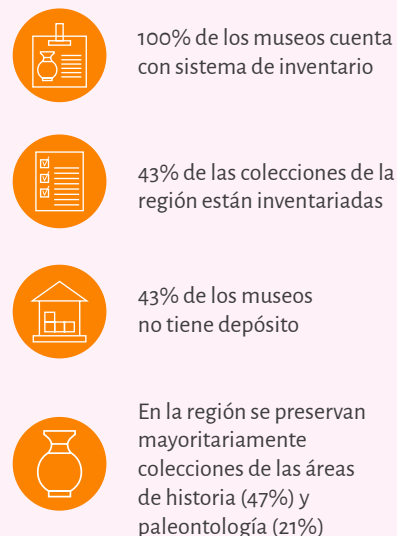 100% de los museos cuenta
con sistema de inventario
43% de las colecciones de la
región están inventariadas
43% de los museos
no tiene depósito
En la región se preservan
mayoritariamente
colecciones de las áreas
de historia (47%) y
paleontología (21%)